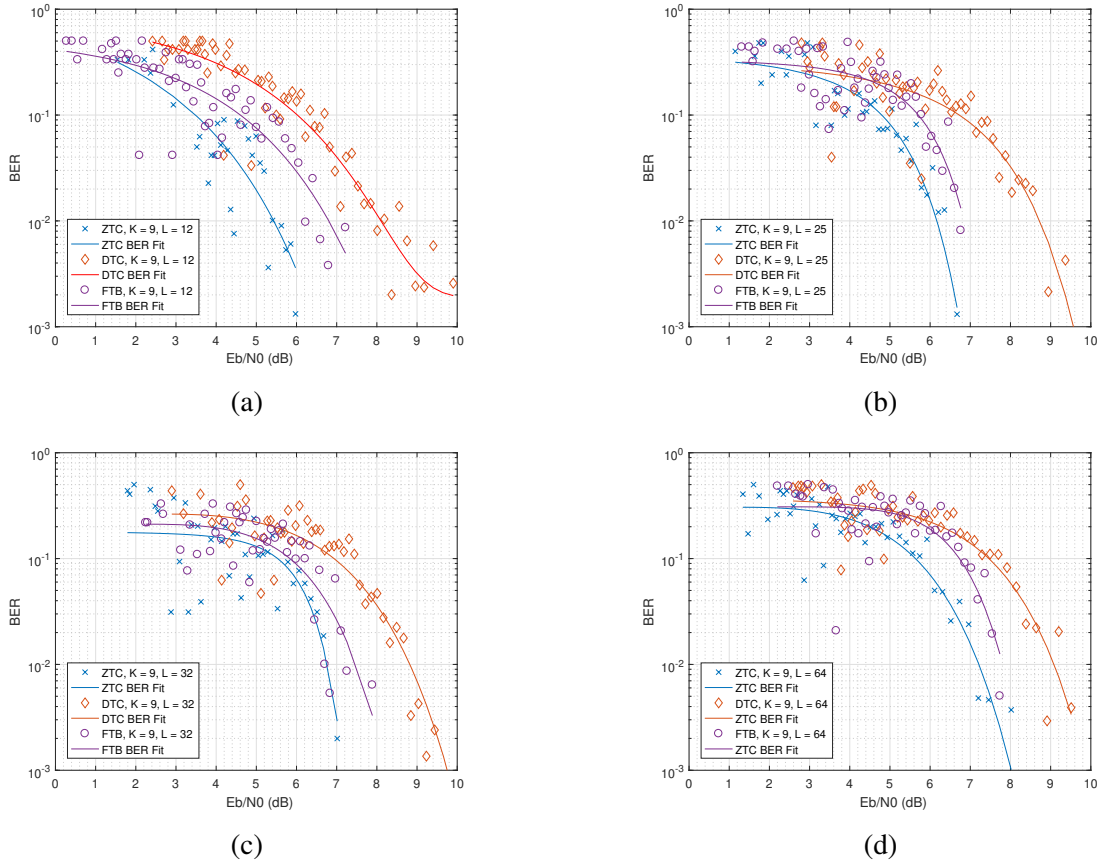 10^0
10^-1
10^-2
10^-3
BER
ZTC, K = 9, L = 12
ZTC BER Fit
DTC, K = 9, L = 12
DTC BER Fit
FTB, K = 9, L = 12
FTB BER Fit
0 1 2 3 4 5 6 7 8 9 10
Eb/N0 (dB)
(a)
10^0
10^-1
10^-2
10^-3
BER
ZTC, K = 9, L = 25
ZTC BER Fit
DTC, K = 9, L = 25
DTC BER Fit
FTB, K = 9, L = 25
FTB BER Fit
0 1 2 3 4 5 6 7 8 9 10
Eb/N0 (dB)
(b)
10^0
10^-1
10^-2
10^-3
BER
ZTC, K = 9, L = 32
ZTC BER Fit
DTC, K = 9, L = 32
DTC BER Fit
FTB, K = 9, L = 32
FTB BER Fit
0 1 2 3 4 5 6 7 8 9 10
Eb/N0 (dB)
(c)
10^0
10^-1
10^-2
10^-3
BER
ZTC, K = 9, L = 64
ZTC BER Fit
DTC, K = 9, L = 64
ZTC BER Fit
FTB, K = 9, L = 64
ZTC BER Fit
0 1 2 3 4 5 6 7 8 9 10
Eb/N0 (dB)
(d)